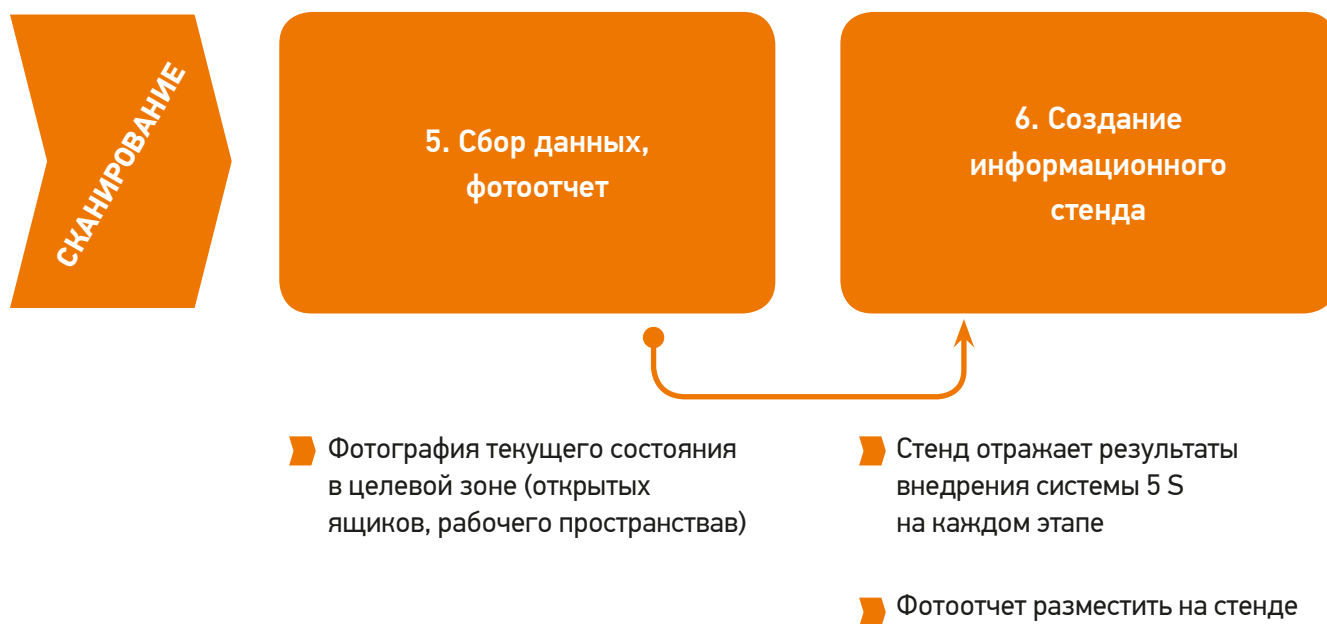 СКАНИРОВАНИЕ
5. Сбор данных,
фотоотчет
6. Создание
информационного
стенда
Фотография текущего состояния
в целевой зоне (открытых
ящиков, рабочего пространствав)
Стенд отражает результаты
внедрения системы 5 S
на каждом этапе
Фотоотчет разместить на стенде